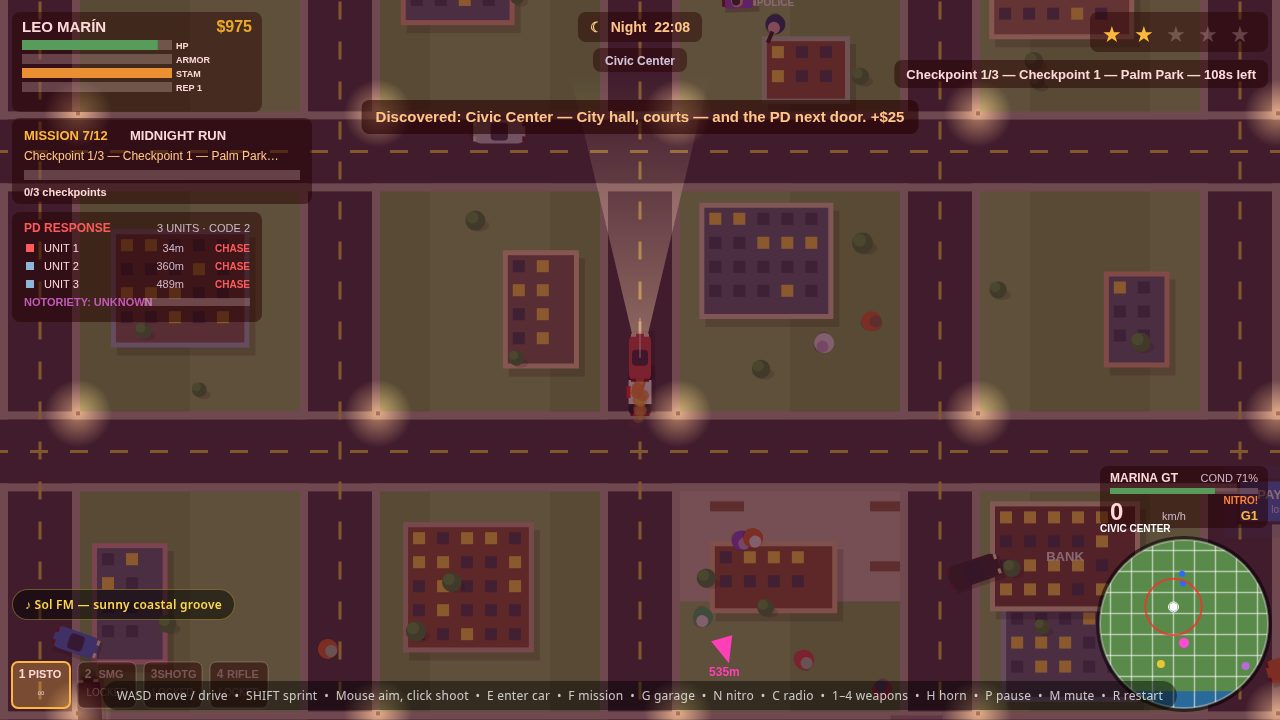 LEO MARÍN $975
HP
ARMOR
STAM
REP 1
☾ Night 22:08
Civic Center
POLICE
★ ★ ★ ★ ★
Checkpoint 1/3 — Checkpoint 1 — Palm Park — 108s left
Discovered: Civic Center — City hall, courts — and the PD next door. +$25
MISSION 7/12 MIDNIGHT RUN
Checkpoint 1/3 — Checkpoint 1 — Palm Park…
0/3 checkpoints
PD RESPONSE 3 UNITS · CODE 2
UNIT 1 34m CHASE
UNIT 2 360m CHASE
UNIT 3 489m CHASE
NOTORIETY: UNKNOWN
MARINA GT COND 71%
NITRO!
0 km/h G1
CIVIC CENTER
BANK
♪ Sol FM — sunny coastal groove
535m
1 PISTO
∞
2 SMG
3SHOTG
4 RIFLE
WASD move / drive • SHIFT sprint • Mouse aim, click shoot • E enter car • F mission • G garage • N nitro • C radio • 1–4 weapons • H horn • P pause • M mute • R restart